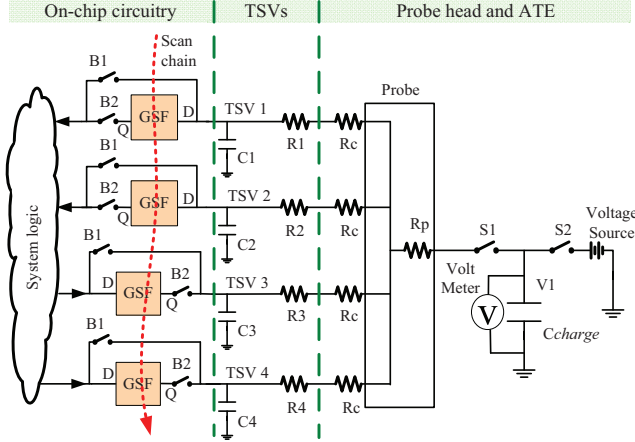 On-chip circuitry TSVs Probe head and ATE
Scan
chain
Probe
B1
B2
Q GSF D TSV 1
R1 Rc
C1
B1
B2
Q GSF D TSV 2
R2 Rc
C2
Rp S1 S2 Voltage
Source
B1
D GSF B2
Q TSV 3
R3 Rc
C3
Volt
Meter
V
V1
Ccharge
B1
D GSF B2
Q TSV 4
R4 Rc
C4
System logic